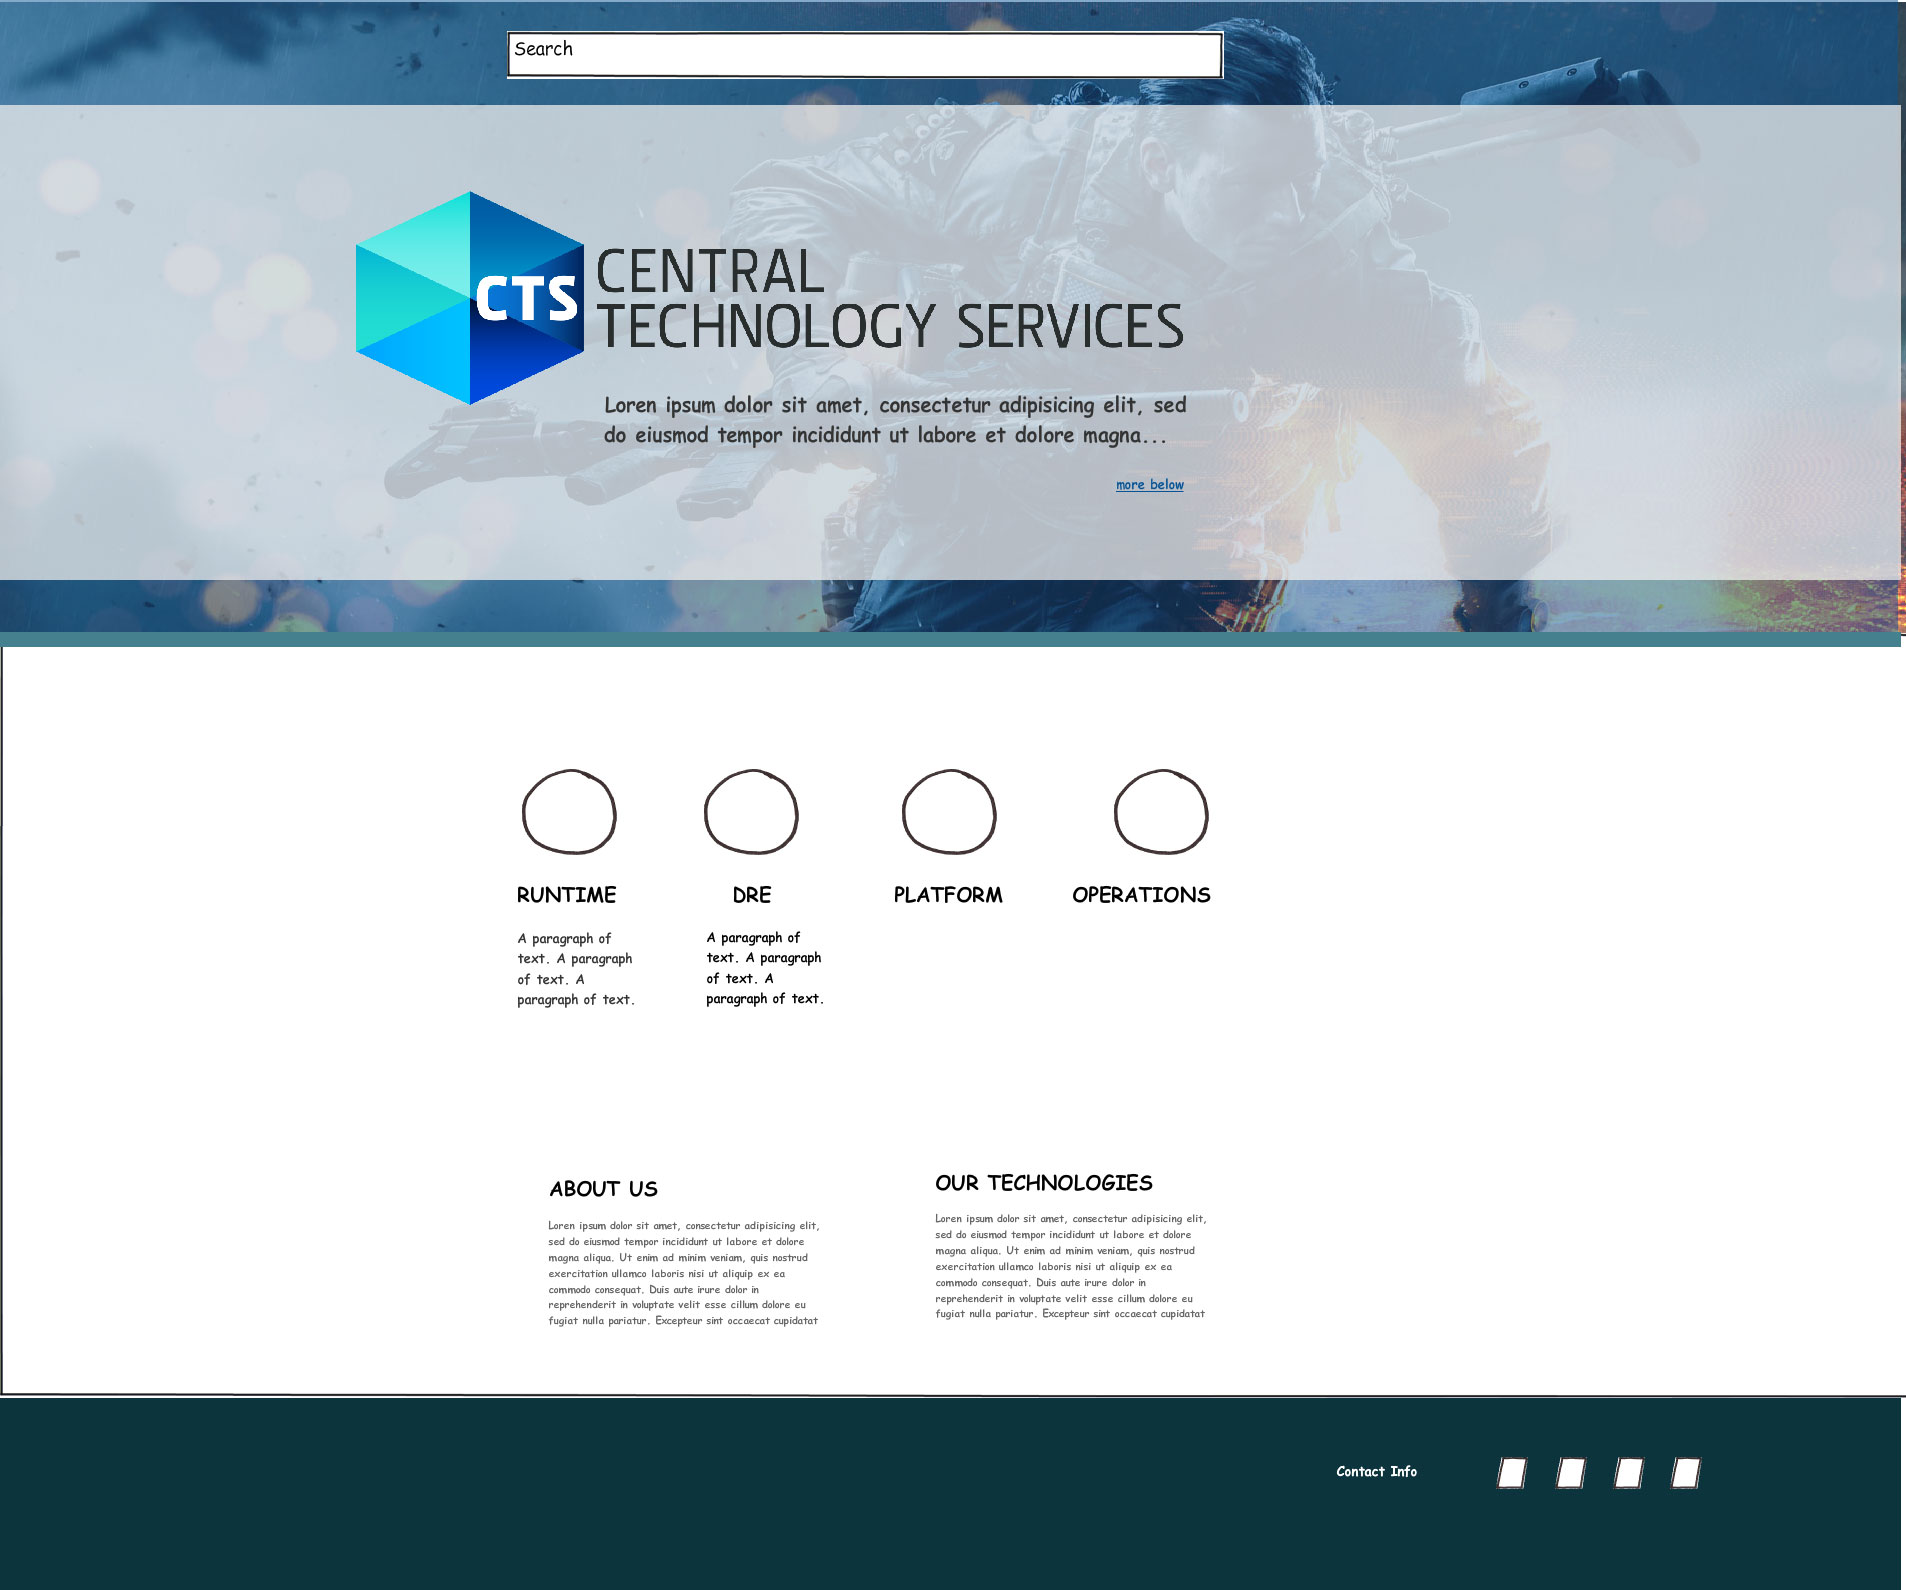 Search
CTS
CENTRAL
TECHNOLOGY SERVICES
Lorem ipsum dolor sit amet, consectetur adipisicing elit, sed
do eiusmod tempor incididunt ut labore et dolore magna...
more below
RUNTIME
DRE
PLATFORM
OPERATIONS
A paragraph of
text. A paragraph
of text. A
paragraph of text.
A paragraph of
text. A paragraph
of text. A
paragraph of text.
ABOUT US
Lorem ipsum dolor sit amet, consectetur adipisicing elit,
sed do eiusmod tempor incididunt ut labore et dolore
magna aliqua. Ut enim ad minim veniam, quis nostrud
exercitation ullamco laboris nisi ut aliquip ex ea
commodo consequat. Duis aute irure dolor in
reprehenderit in voluptate velit esse cillum dolore eu
fugiat nulla pariatur. Excepteur sint occaecat cupidatat
OUR TECHNOLOGIES
Lorem ipsum dolor sit amet, consectetur adipisicing elit,
sed do eiusmod tempor incididunt ut labore et dolore
magna aliqua. Ut enim ad minim veniam, quis nostrud
exercitation ullamco laboris nisi ut aliquip ex ea
commodo consequat. Duis aute irure dolor in
reprehenderit in voluptate velit esse cillum dolore eu
fugiat nulla pariatur. Excepteur sint occaecat cupidatat
Contact Info